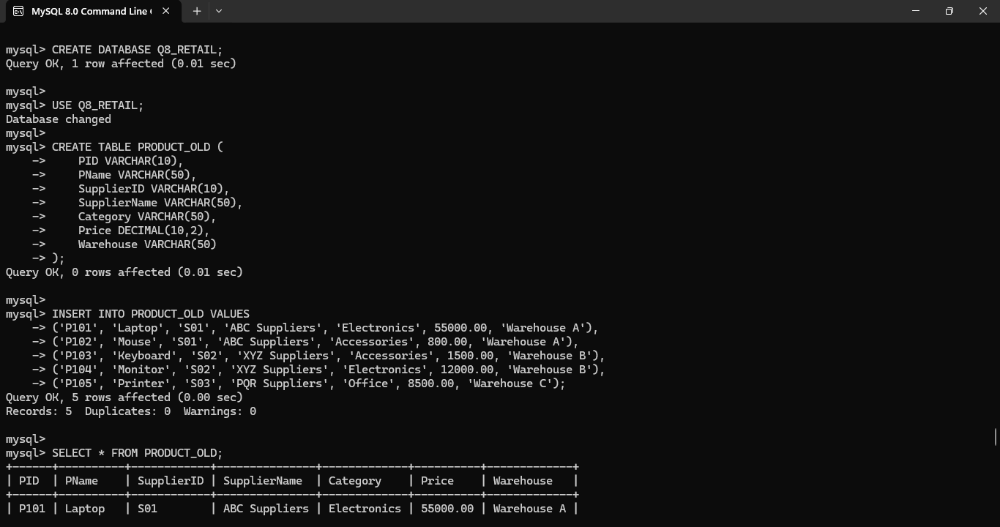 MySQL 8.0 Command Line
mysql> CREATE DATABASE Q8_RETAIL;
Query OK, 1 row affected (0.01 sec)
mysql>
mysql> USE Q8_RETAIL;
Database changed
mysql>
mysql> CREATE TABLE PRODUCT_OLD (
    ->     PID VARCHAR(10),
    ->     PName VARCHAR(50),
    ->     SupplierID VARCHAR(10),
    ->     SupplierName VARCHAR(50),
    ->     Category VARCHAR(50),
    ->     Price DECIMAL(10,2),
    ->     Warehouse VARCHAR(50)
    -> );
Query OK, 0 rows affected (0.01 sec)
mysql>
mysql> INSERT INTO PRODUCT_OLD VALUES
    -> ('P101', 'Laptop', 'S01', 'ABC Suppliers', 'Electronics', 55000.00, 'Warehouse A'),
    -> ('P102', 'Mouse', 'S01', 'ABC Suppliers', 'Accessories', 800.00, 'Warehouse A'),
    -> ('P103', 'Keyboard', 'S02', 'XYZ Suppliers', 'Accessories', 1500.00, 'Warehouse B'),
    -> ('P104', 'Monitor', 'S02', 'XYZ Suppliers', 'Electronics', 12000.00, 'Warehouse B'),
    -> ('P105', 'Printer', 'S03', 'PQR Suppliers', 'Office', 8500.00, 'Warehouse C');
Query OK, 5 rows affected (0.00 sec)
Records: 5  Duplicates: 0  Warnings: 0
mysql>
mysql> SELECT * FROM PRODUCT_OLD;
+------+----------+------------+---------------+-------------+----------+-------------+
| PID  | PName    | SupplierID | SupplierName  | Category    | Price    | Warehouse   |
+------+----------+------------+---------------+-------------+----------+-------------+
| P101 | Laptop   | S01        | ABC Suppliers | Electronics | 55000.00 | Warehouse A |